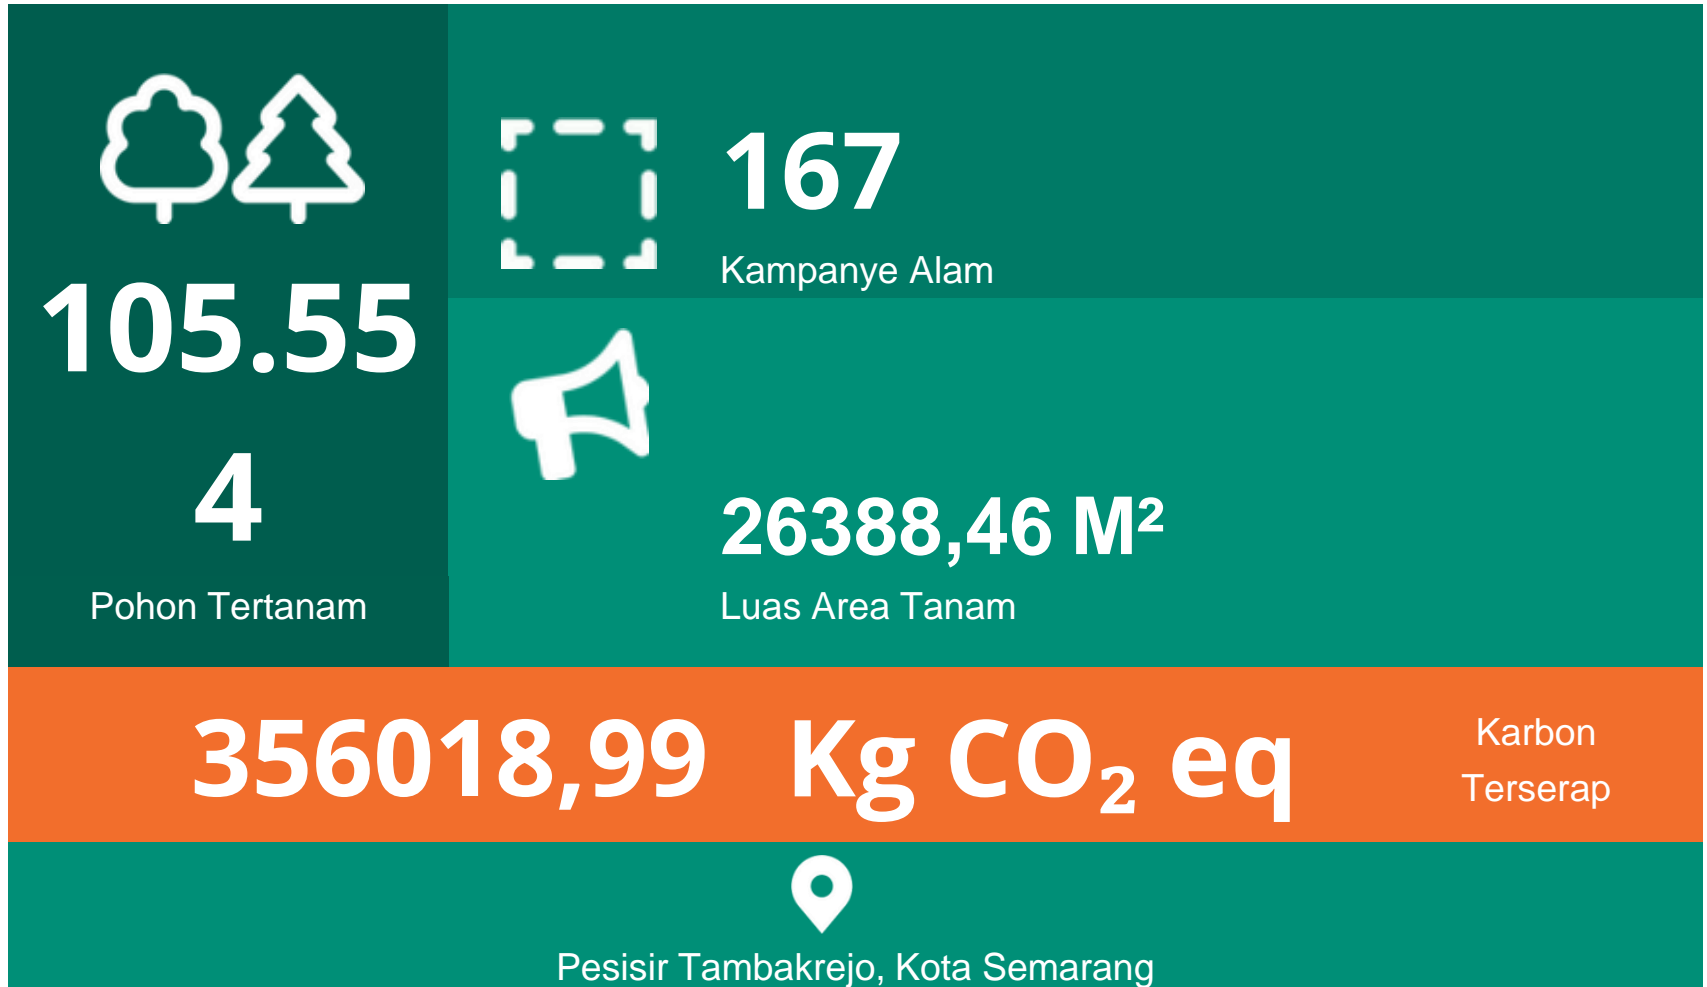 105.55
4
Pohon Tertanam
167
Kampanye Alam
26388,46 M²
Luas Area Tanam
356018,99 Kg CO₂ eq
Karbon
Terserap
Pesisir Tambakrejo, Kota Semarang